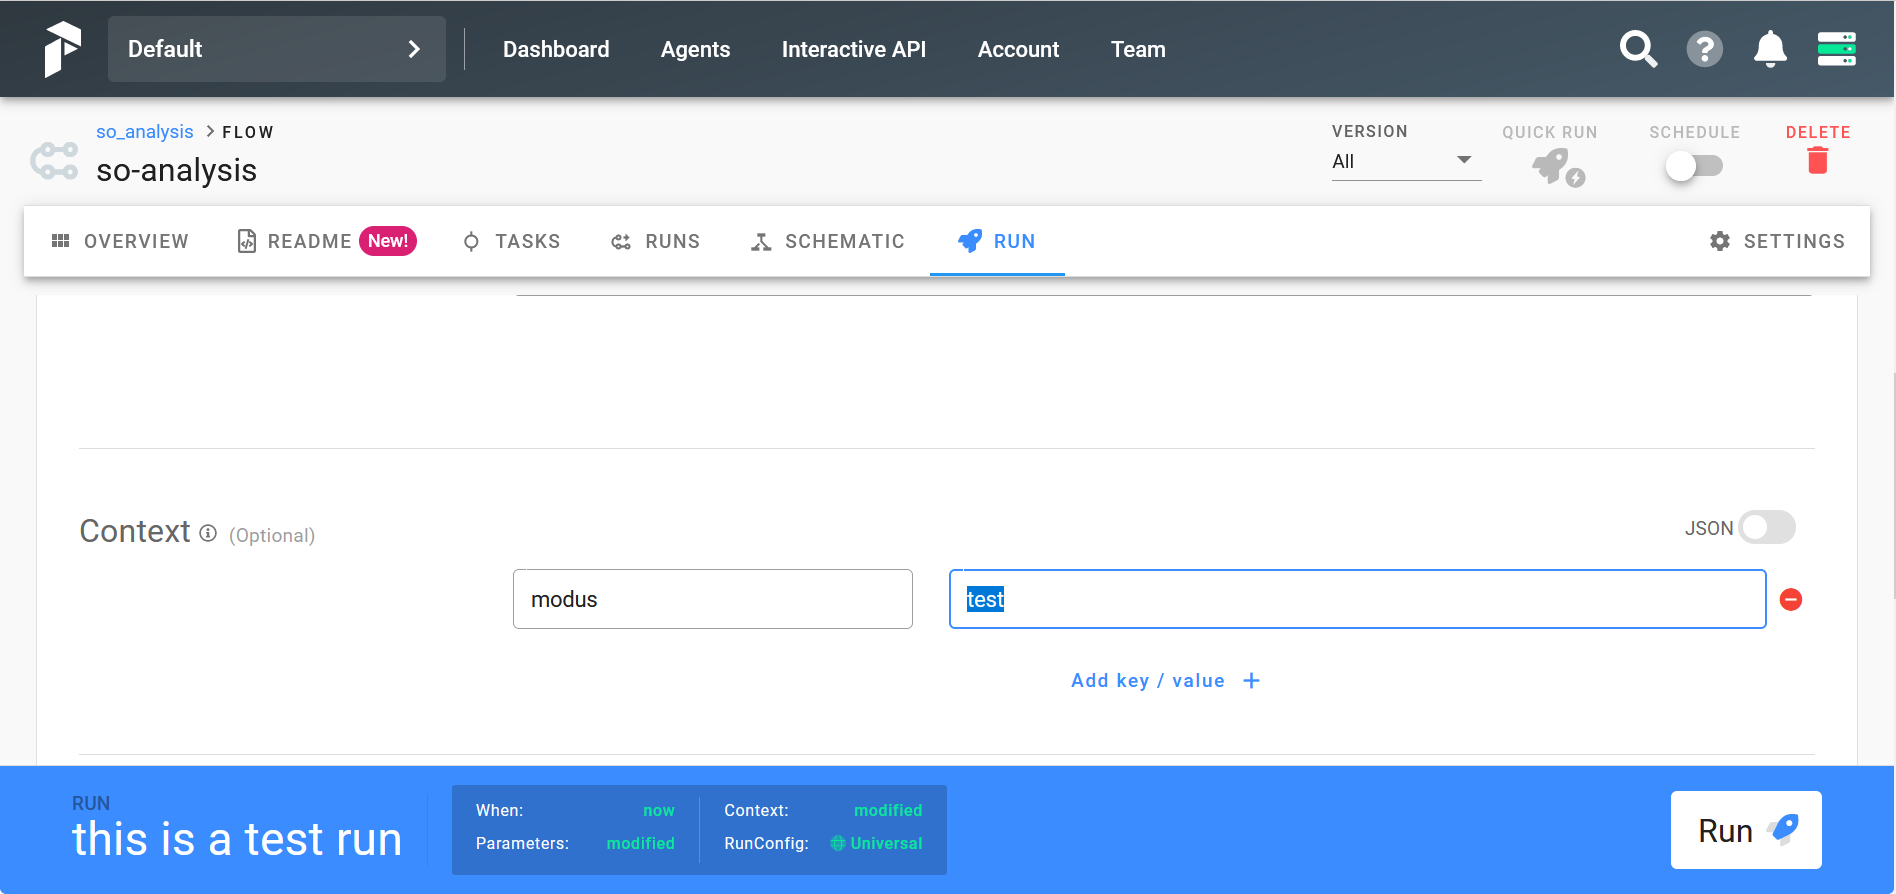 Default
Dashboard
Agents
Interactive API
Account
Team
?
so_analysis > FLOW
so-analysis
VERSION
All
QUICK RUN
SCHEDULE
DELETE
OVERVIEW
README New!
TASKS
RUNS
SCHEMATIC
RUN
SETTINGS
Context (Optional)
JSON
modus
test
Add key / value +
RUN
this is a test run
When: now
Parameters: modified
Context: modified
RunConfig: Universal
Run